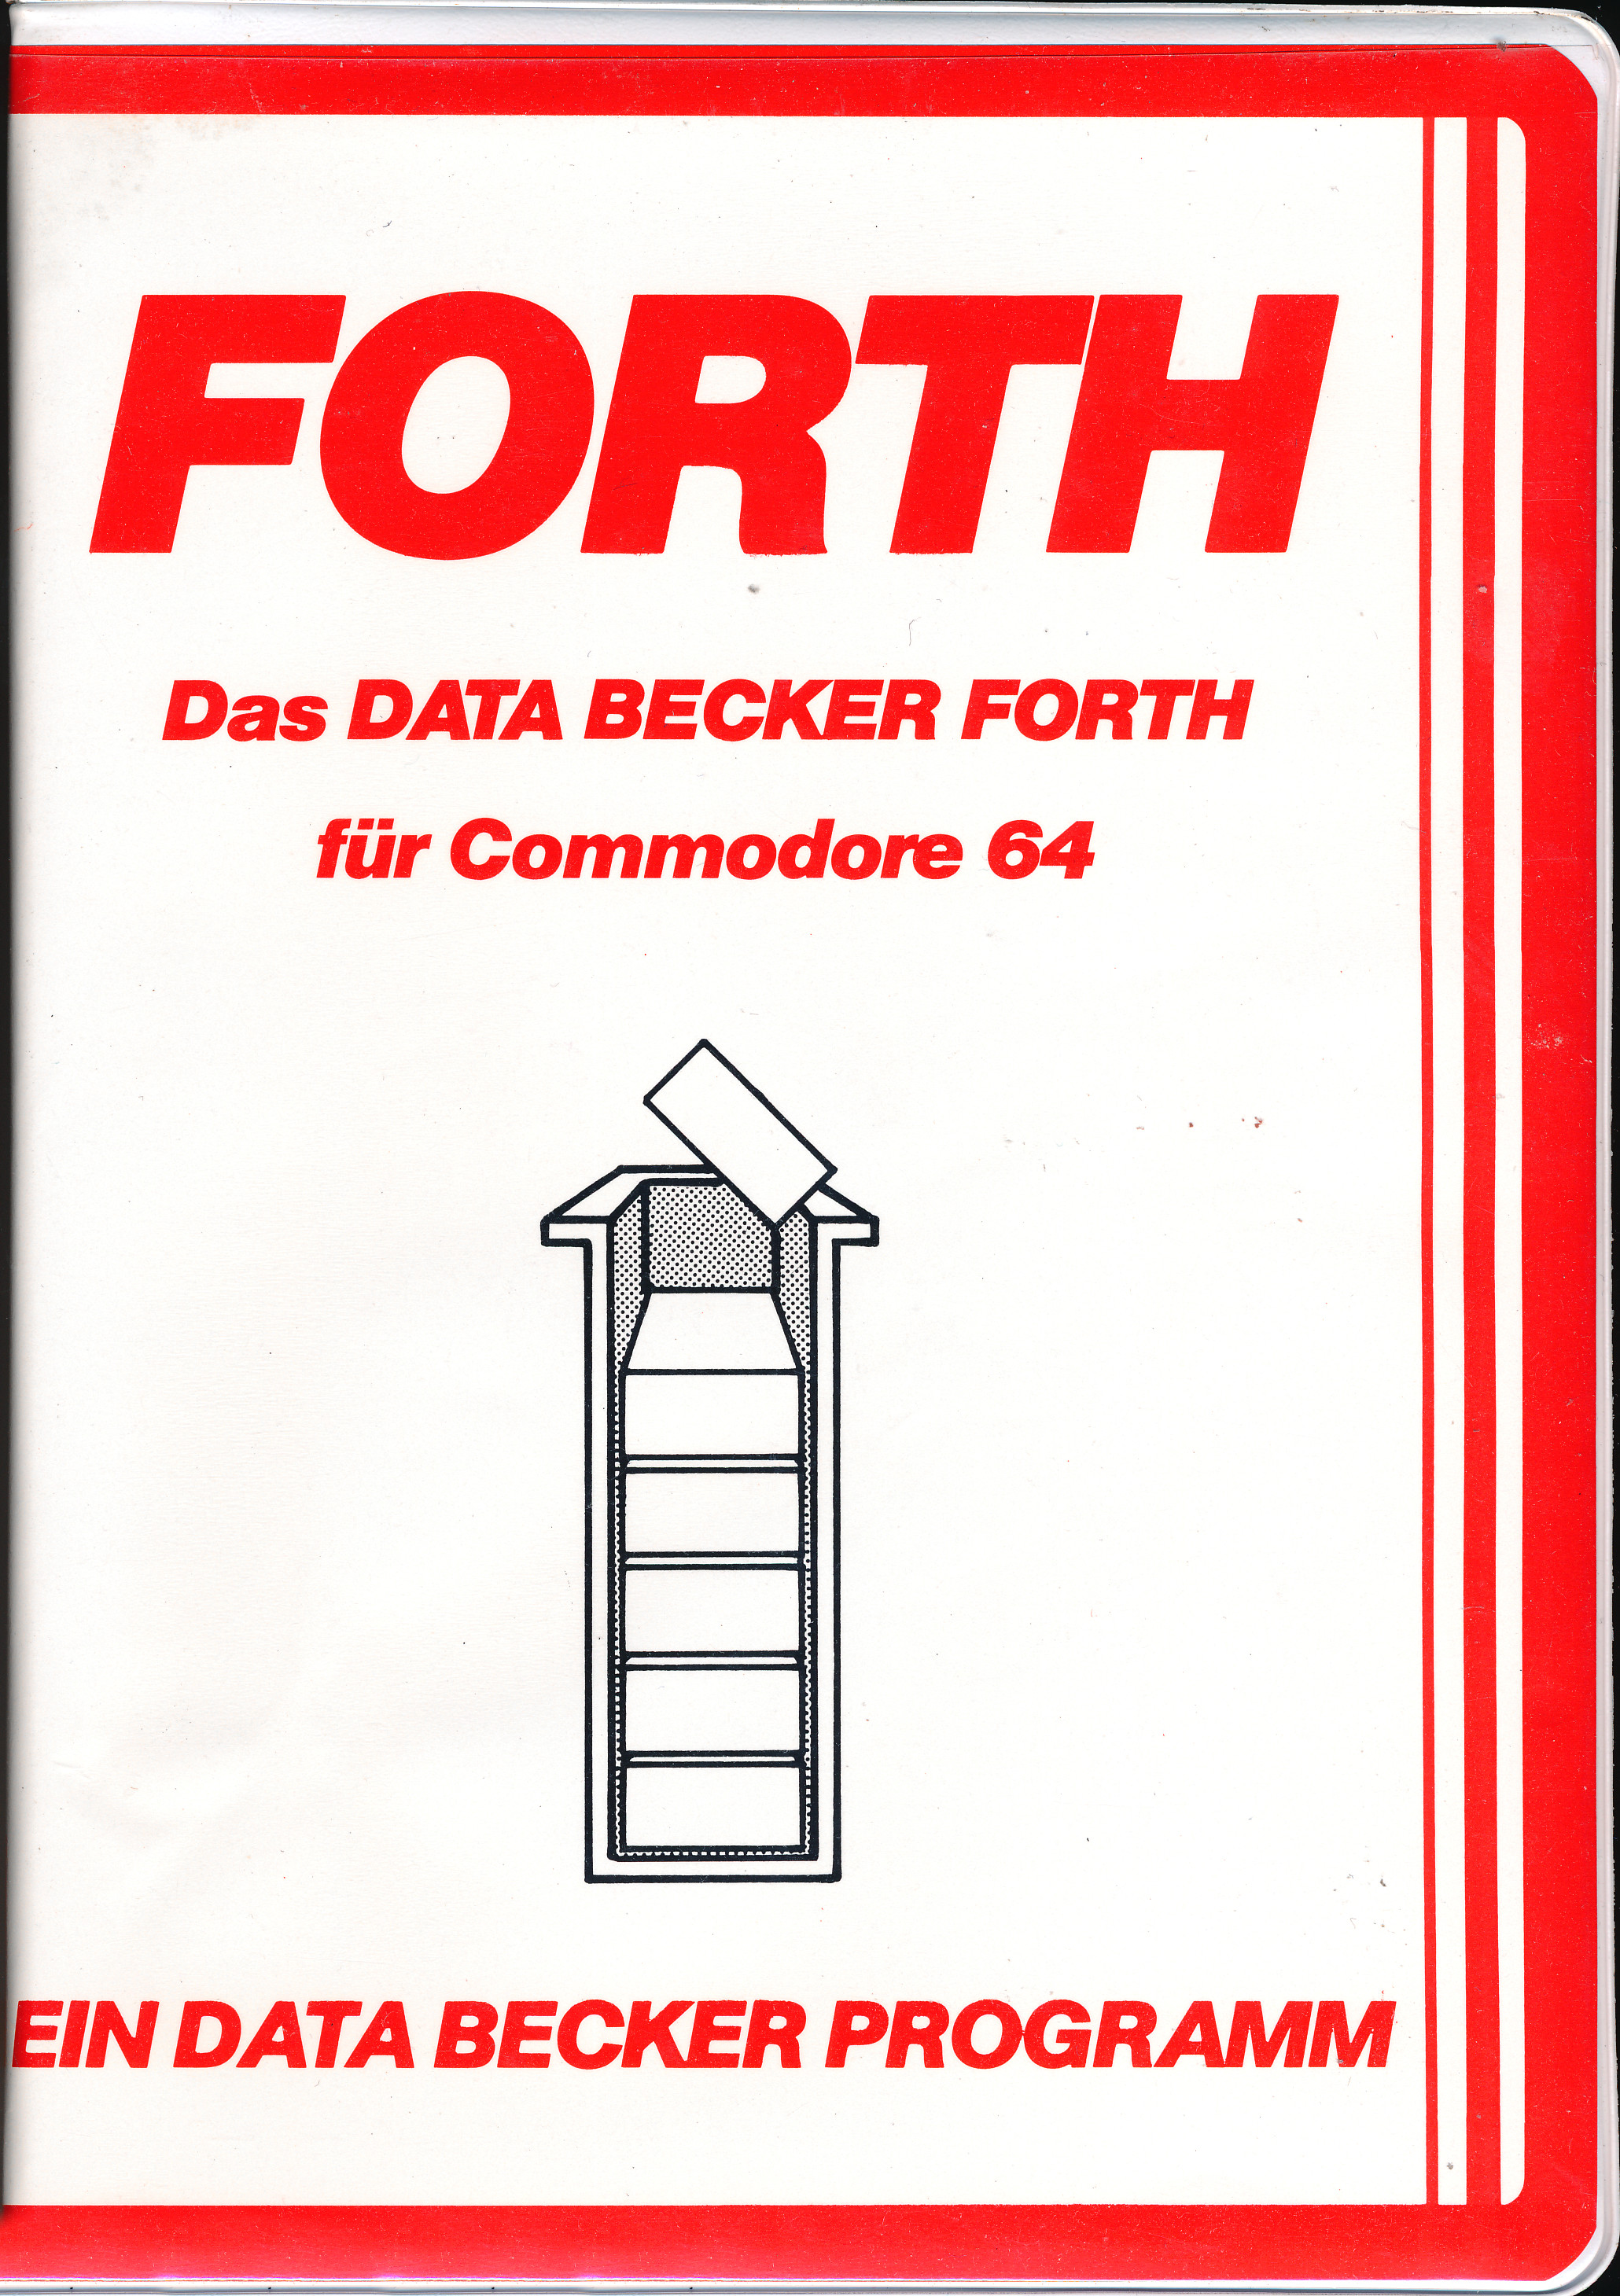 FORTH
Das DATA BECKER FORTH
für Commodore 64
EIN DATA BECKER PROGRAMM